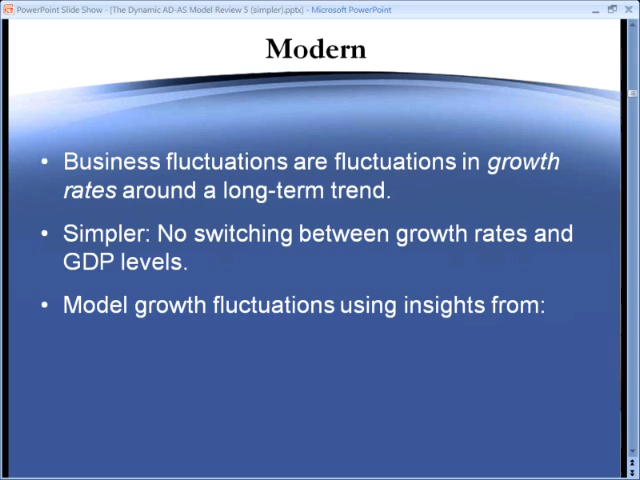 PowerPoint Slide Show - [The Dynamic AD-AS Model Review 5 (simpler).pptx] - Microsoft PowerPoint
Modern
• Business fluctuations are fluctuations in growth
rates around a long-term trend.
• Simpler: No switching between growth rates and
GDP levels.
• Model growth fluctuations using insights from: